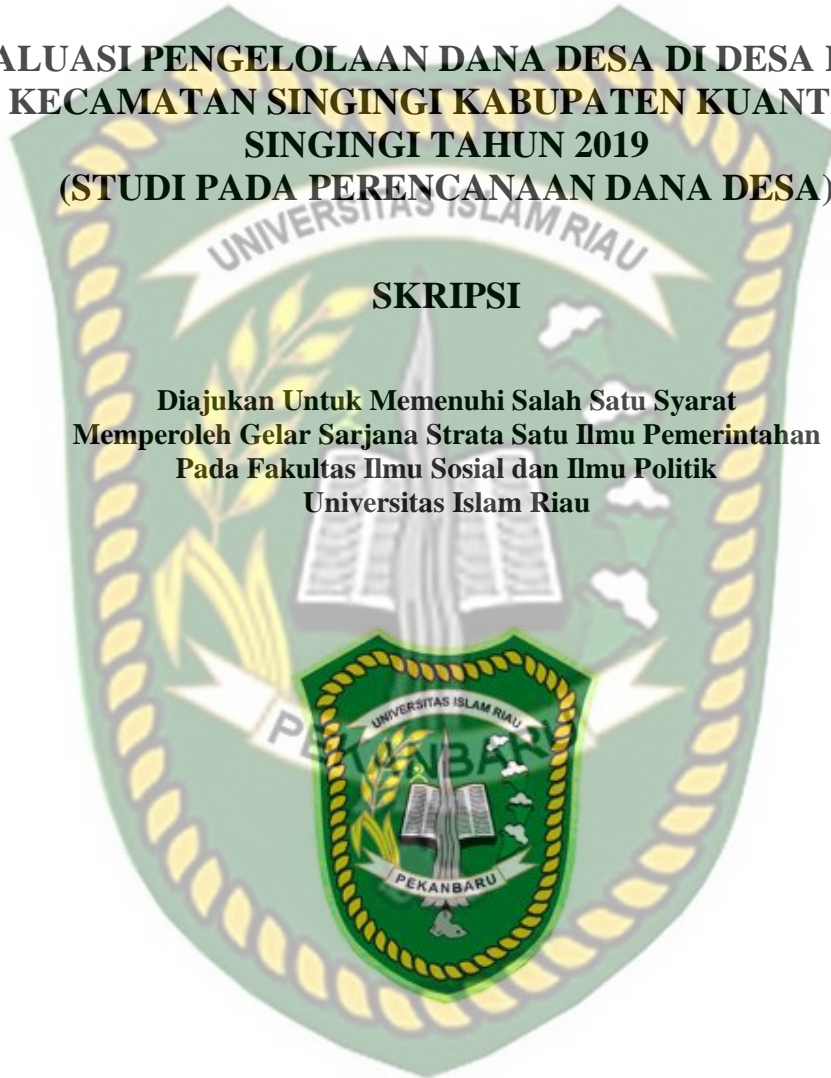 ALUASI PENGELOLAAN DANA DESA DI DESA
KECAMATAN SINGINGI KABUPATEN KUANTA
SINGINGI TAHUN 2019
(STUDI PADA PERENCANAAN DANA DESA)
UNIVERSITAS ISLAM RIAU
SKRIPSI
Diajukan Untuk Memenuhi Salah Satu Syarat
Memperoleh Gelar Sarjana Strata Satu Ilmu Pemerintahan
Pada Fakultas Ilmu Sosial dan Ilmu Politik
Universitas Islam Riau
UNIVERSITAS ISLAM RIAU
PEKANBARU
PEKANBARU